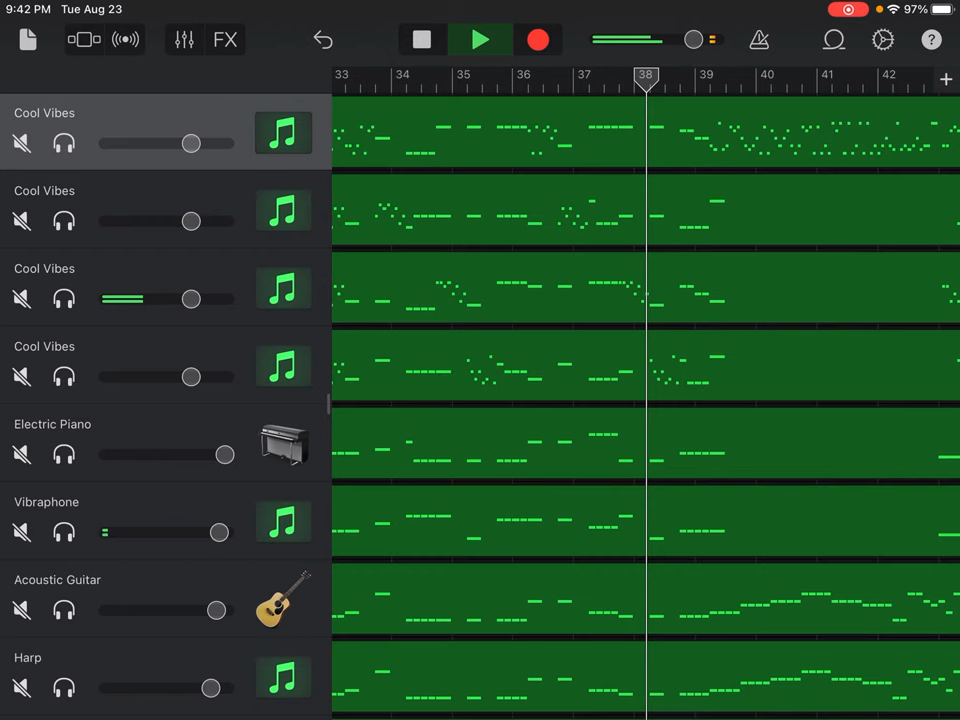 9:42 PM Tue Aug 23
97%
FX
?
33 34 35 36 37 38 39 40 41 42 +
Cool Vibes
Cool Vibes
Cool Vibes
Cool Vibes
Electric Piano
Vibraphone
Acoustic Guitar
Harp